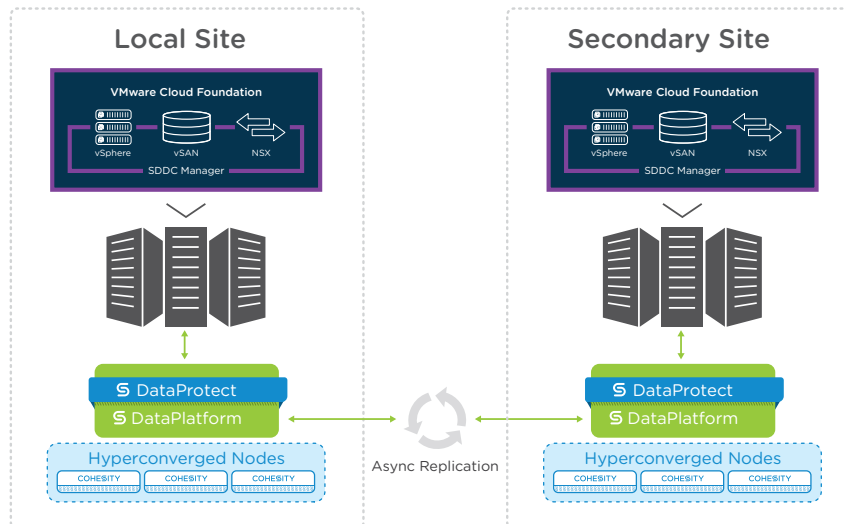 Local Site
VMware Cloud Foundation
vSphere
vSAN
NSX
SDDC Manager
DataProtect
DataPlatform
Hyperconverged Nodes
COHESITY COHESITY COHESITY
Async Replication
Secondary Site
VMware Cloud Foundation
vSphere
vSAN
NSX
SDDC Manager
DataProtect
DataPlatform
Hyperconverged Nodes
COHESITY COHESITY COHESITY